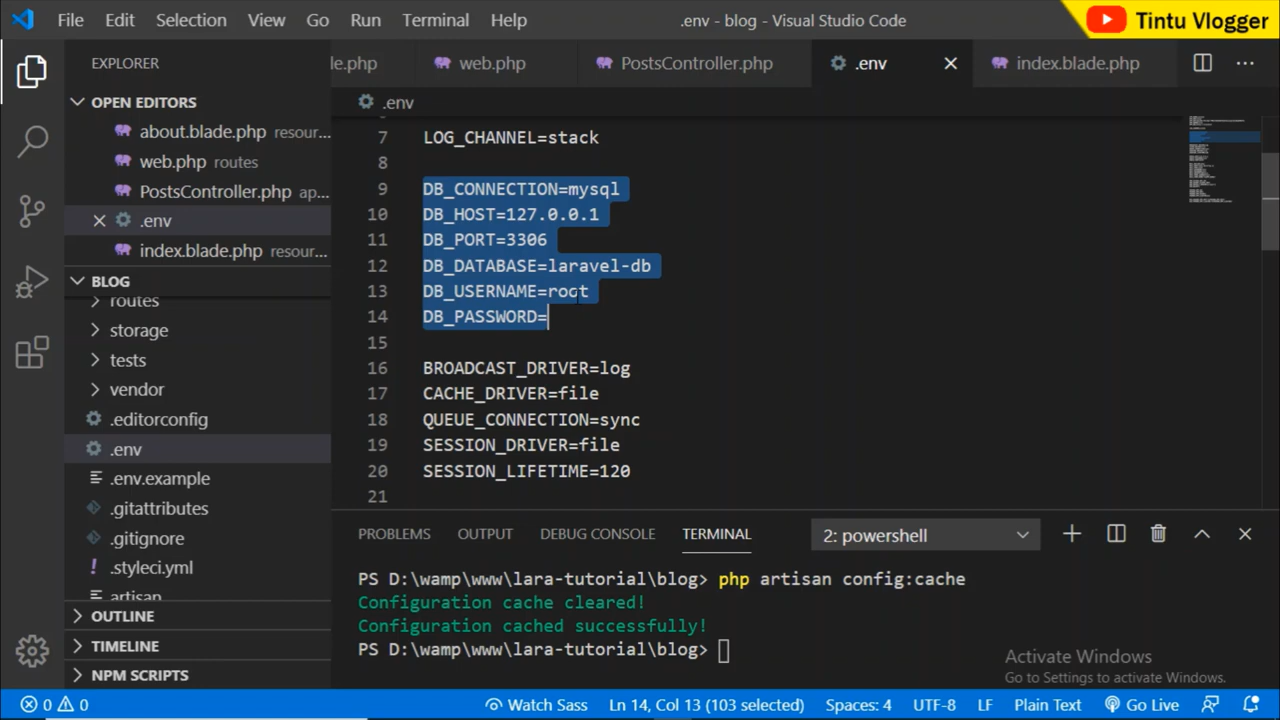 File Edit Selection View Go Run Terminal Help .env - blog - Visual Studio Code
Tintu Vlogger
EXPLORER
OPEN EDITORS
about.blade.php resour...
web.php routes
PostsController.php ap...
.env
index.blade.php resour...
BLOG
routes
storage
tests
vendor
.editorconfig
.env
.env.example
.gitattributes
.gitignore
.styleci.yml
artisan
OUTLINE
TIMELINE
NPM SCRIPTS
le.php web.php PostsController.php .env index.blade.php
.env
7 LOG_CHANNEL=stack
8
9 DB_CONNECTION=mysql
10 DB_HOST=127.0.0.1
11 DB_PORT=3306
12 DB_DATABASE=laravel-db
13 DB_USERNAME=root
14 DB_PASSWORD=
15
16 BROADCAST_DRIVER=log
17 CACHE_DRIVER=file
18 QUEUE_CONNECTION=sync
19 SESSION_DRIVER=file
20 SESSION_LIFETIME=120
21
PROBLEMS OUTPUT DEBUG CONSOLE TERMINAL 2: powershell
PS D:\wamp\www\lara-tutorial\blog> php artisan config:cache
Configuration cache cleared!
Configuration cached successfully!
PS D:\wamp\www\lara-tutorial\blog>
Activate Windows
Go to Settings to activate Windows.
0 0 Watch Sass Ln 14, Col 13 (103 selected) Spaces: 4 UTF-8 LF Plain Text Go Live